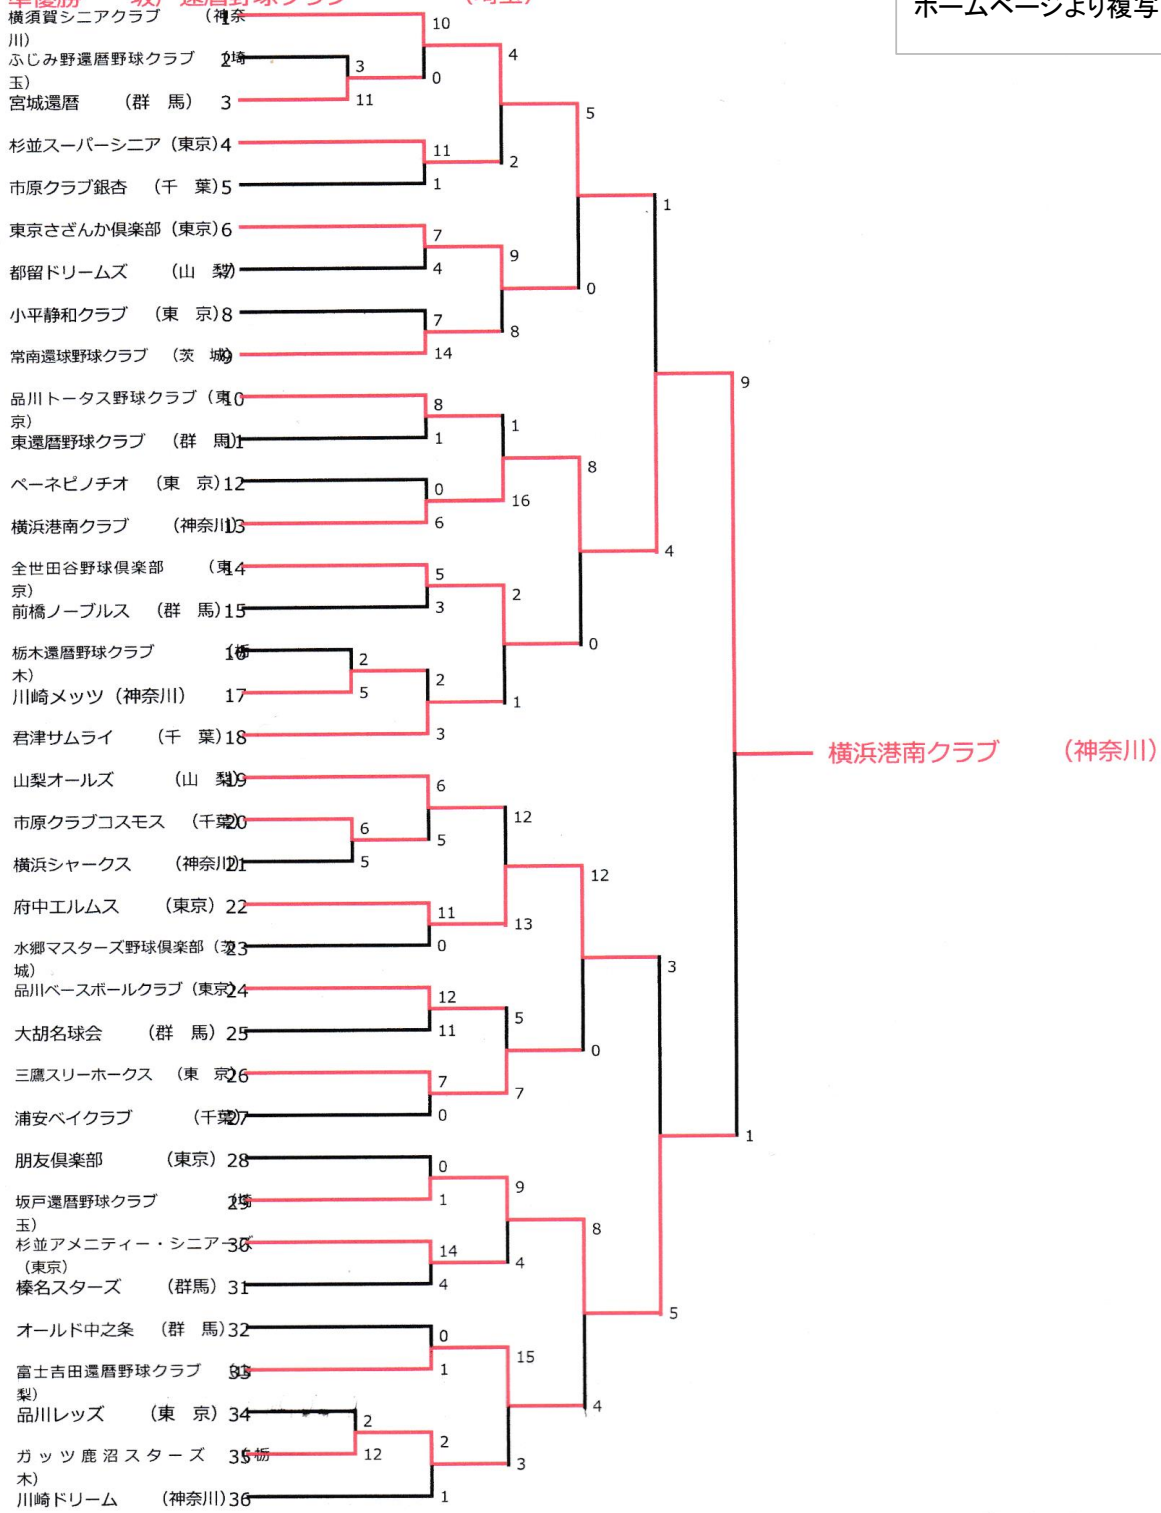 準優勝 坂戸還暦野球クラブ （埼玉）
ホームページより複写
横須賀シニアクラブ （神奈川） 1
ふじみ野還暦野球クラブ （埼玉） 2
宮城還暦 （群 馬） 3
杉並スーパーシニア（東京）4
市原クラブ銀杏 （千 葉）5
東京さざんか倶楽部（東京）6
都留ドリームズ （山 梨）7
小平静和クラブ （東 京）8
常南還球野球クラブ （茨 城）9
品川トータス野球クラブ（東京）10
東還暦野球クラブ （群 馬）11
ペーネピノチオ （東 京）12
横浜港南クラブ （神奈川）13
全世田谷野球倶楽部 （東京）14
前橋ノーブルス （群 馬）15
栃木還暦野球クラブ （栃木）16
川崎メッツ（神奈川） 17
君津サムライ （千 葉）18
山梨オールズ （山 梨）19
市原クラブコスモス （千葉）20
横浜シャークス （神奈川）21
府中エルムス （東京） 22
水郷マスターズ野球倶楽部（茨城）23
品川ベースボールクラブ（東京）24
大胡名球会 （群 馬）25
三鷹スリーホークス （東 京）26
浦安ベイクラブ （千葉）27
朋友倶楽部 （東京） 28
坂戸還暦野球クラブ （埼玉）29
杉並アメニティー・シニアーズ（東京） 30
榛名スターズ （群馬） 31
オールド中之条 （群 馬）32
富士吉田還暦野球クラブ （山梨）33
品川レッズ （東 京） 34
ガッツ鹿沼スターズ （栃木）35
川崎ドリーム （神奈川）36
3
11
2
5
6
5
2
12
10
0
11
1
7
4
7
14
8
1
0
6
5
3
2
3
6
5
11
0
12
11
7
0
0
1
14
4
0
1
2
1
4
2
9
8
1
16
2
1
12
13
5
7
9
4
15
3
5
0
8
0
12
0
8
4
1
4
3
5
9
1
横浜港南クラブ （神奈川）